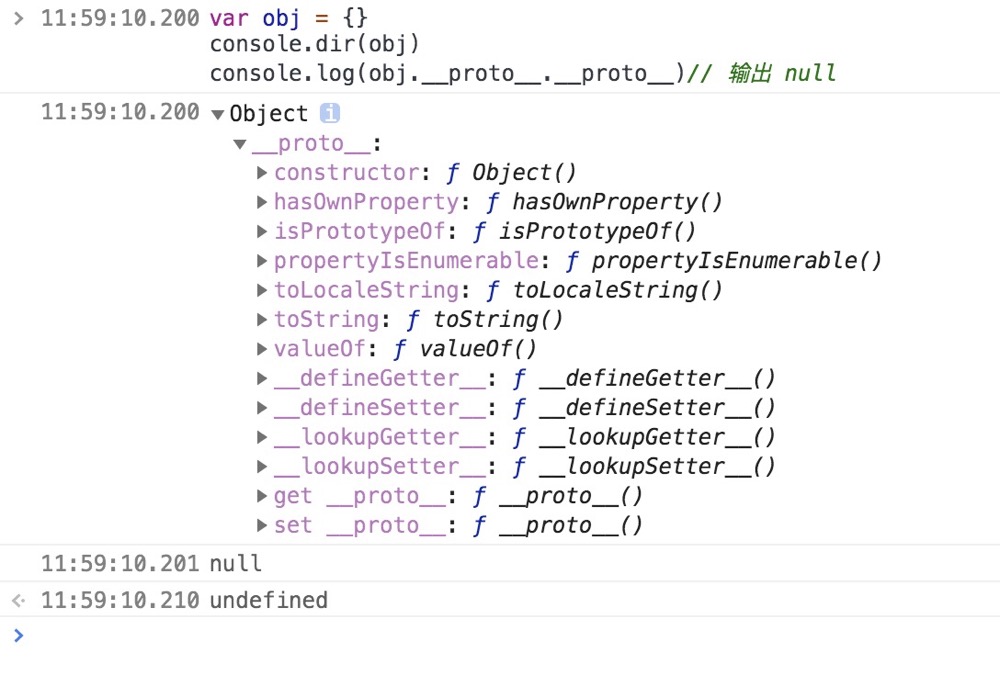 11:59:10.200 var obj = {}
console.dir(obj)
console.log(obj.__proto__.__proto__)// 输出 null
11:59:10.200 ▼Object i
▼__proto__:
▶constructor: ƒ Object()
▶hasOwnProperty: ƒ hasOwnProperty()
▶isPrototypeOf: ƒ isPrototypeOf()
▶propertyIsEnumerable: ƒ propertyIsEnumerable()
▶toLocaleString: ƒ toLocaleString()
▶toString: ƒ toString()
▶valueOf: ƒ valueOf()
▶__defineGetter__: ƒ __defineGetter__()
▶__defineSetter__: ƒ __defineSetter__()
▶__lookupGetter__: ƒ __lookupGetter__()
▶__lookupSetter__: ƒ __lookupSetter__()
▶get __proto__: ƒ __proto__()
▶set __proto__: ƒ __proto__()
11:59:10.201 null
11:59:10.210 undefined